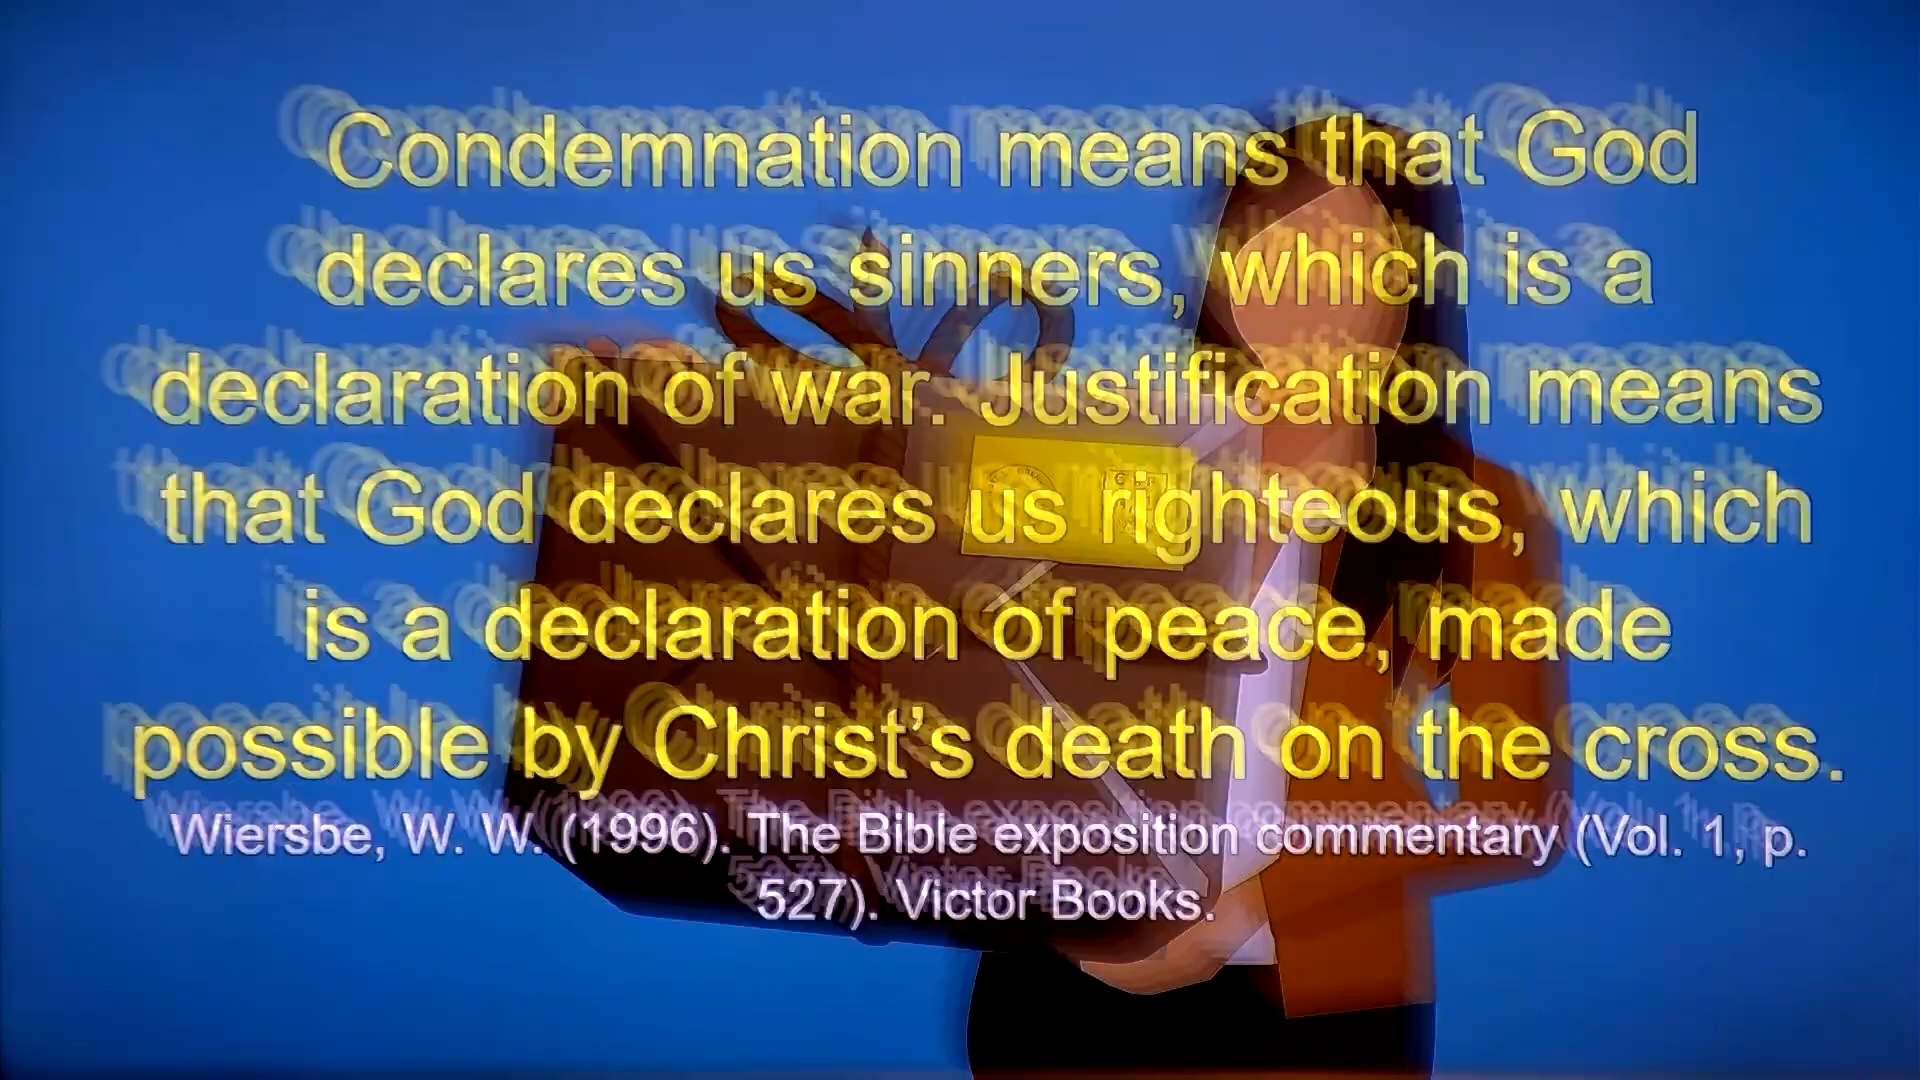 Condemnation means that God
declares us sinners, which is a
declaration of war. Justification means
that God declares us righteous, which
is a declaration of peace, made
possible by Christ’s death on the cross.
Wiersbe, W. W. (1996). The Bible exposition commentary (Vol. 1, p.
527). Victor Books.